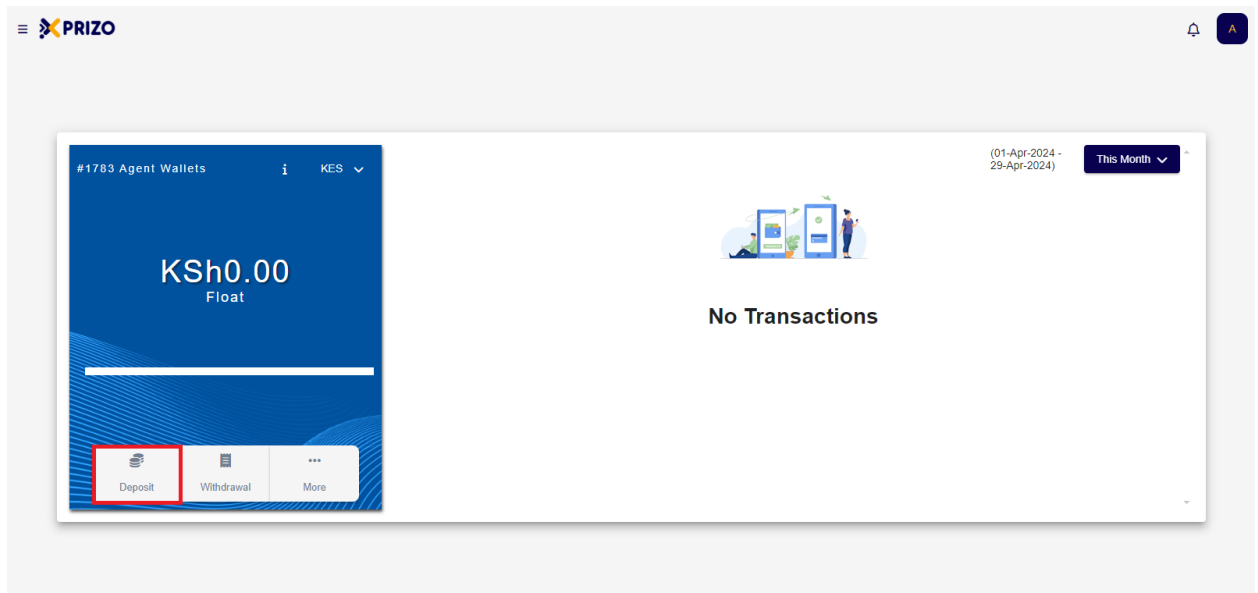 XPRIZO
A
#1783 Agent Wallets i KES
(01-Apr-2024 -
29-Apr-2024)
This Month
KSh0.00
Float
No Transactions
Deposit Withdrawal More